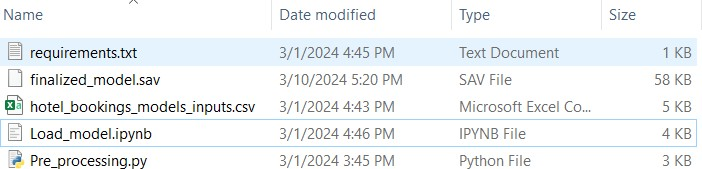 Name Date modified Type Size
requirements.txt 3/1/2024 4:45 PM Text Document 1 KB
finalized_model.sav 3/10/2024 5:20 PM SAV File 58 KB
hotel_bookings_models_inputs.csv 3/1/2024 4:43 PM Microsoft Excel Co... 5 KB
Load_model.ipynb 3/1/2024 4:46 PM IPYNB File 4 KB
Pre_processing.py 3/1/2024 3:45 PM Python File 3 KB